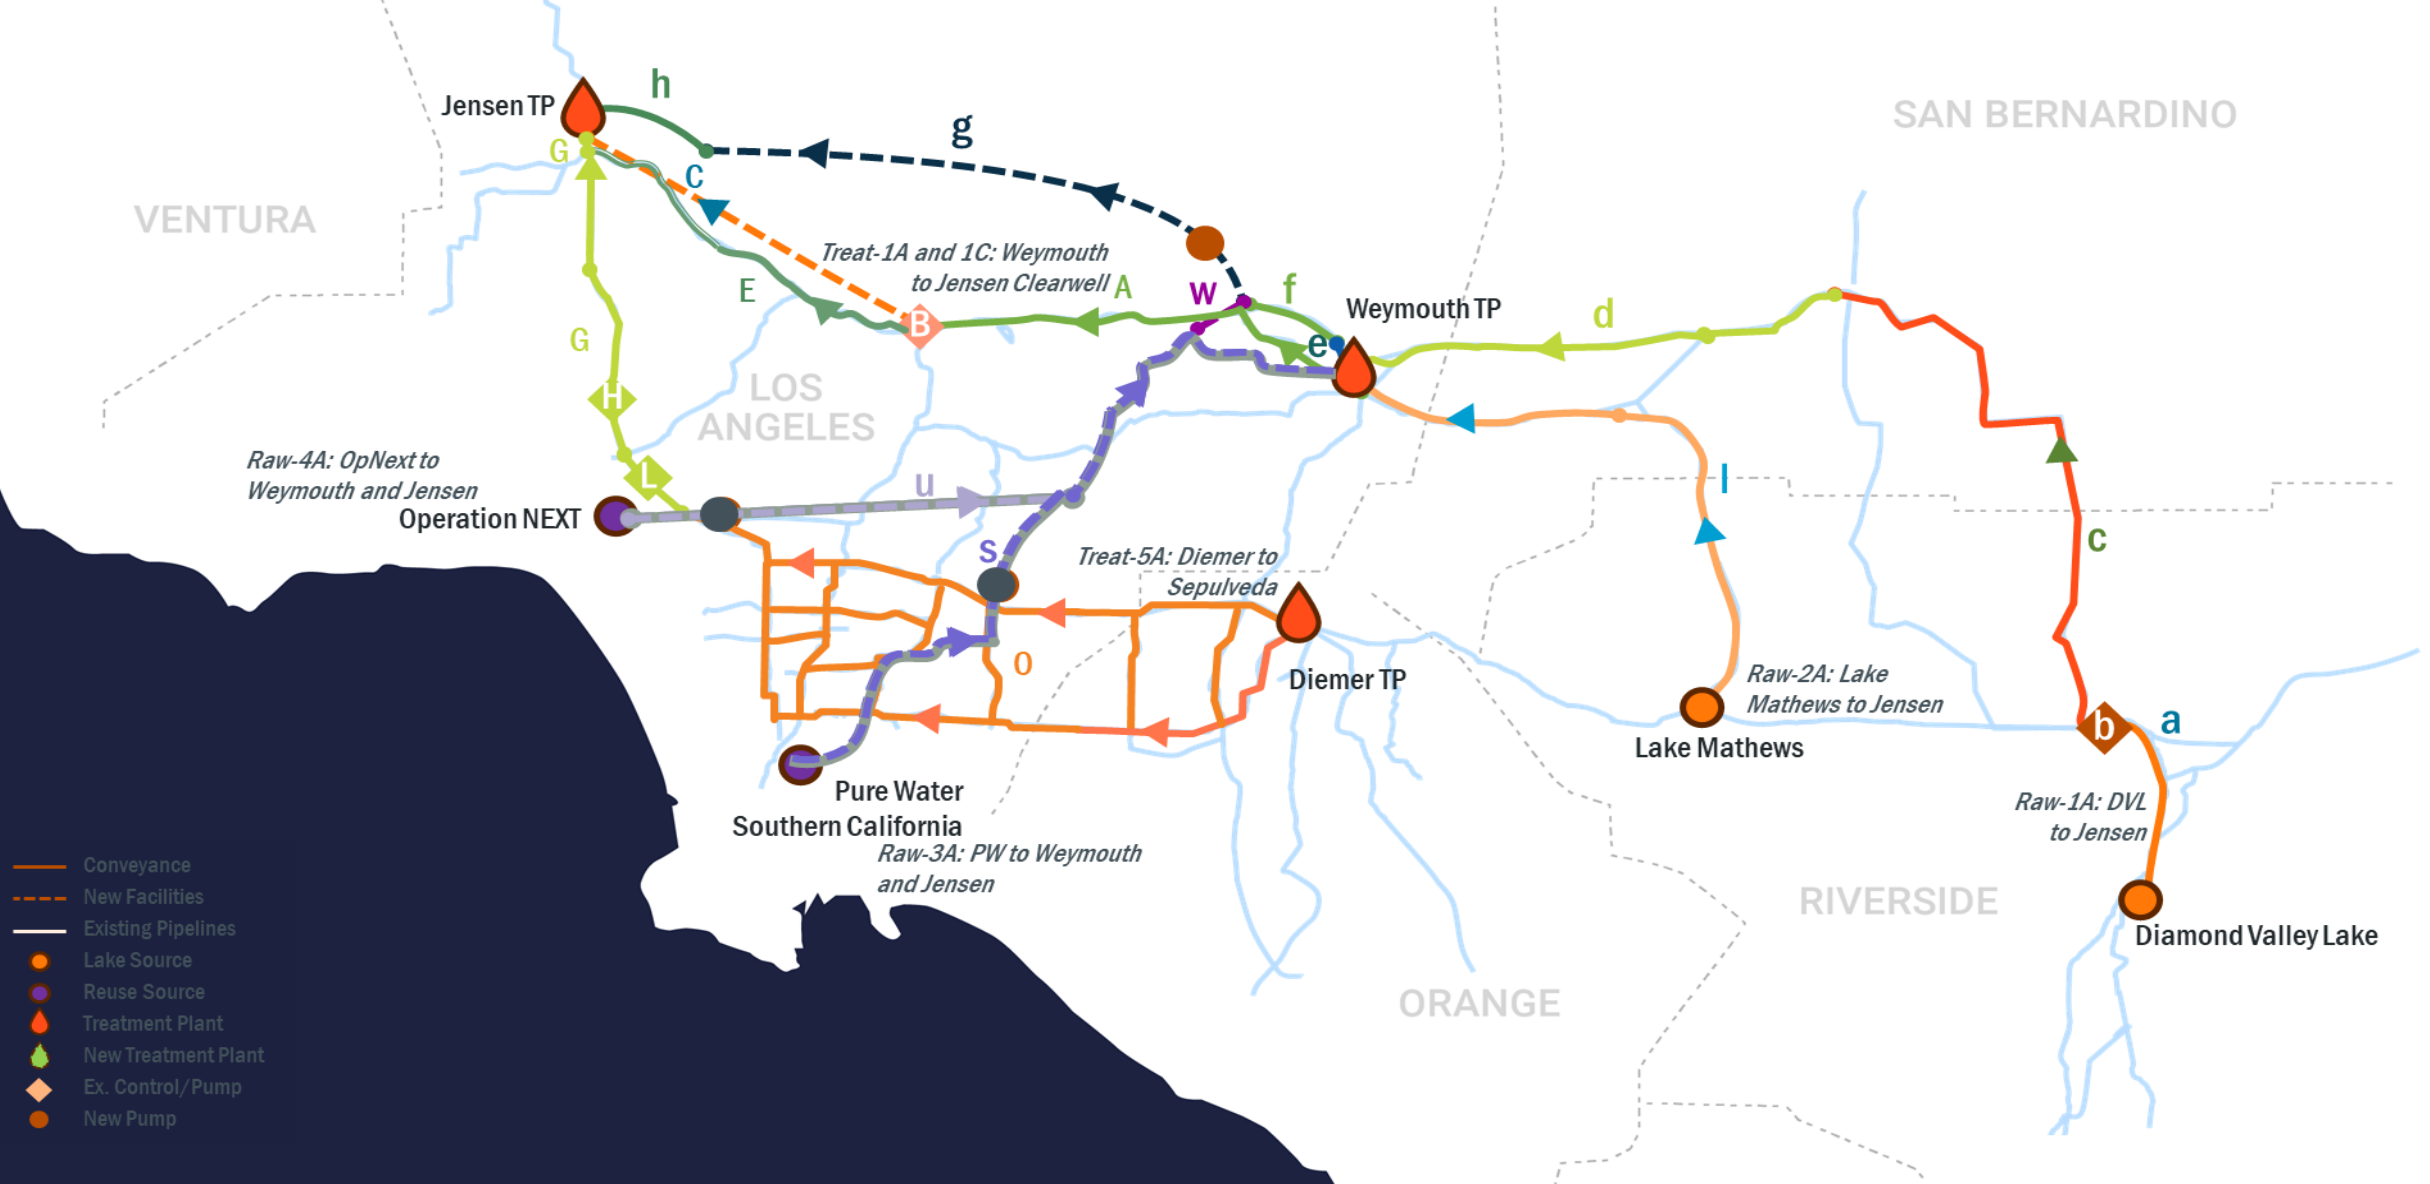 h
Jensen TP
SAN BERNARDINO
g
G
C
VENTURA
Treat-1A and 1C: Weymouth
to Jensen Clearwell
E
A
w
f
Weymouth TP
d
B
e
G
H
LOS
ANGELES
Raw-4A: OpNext to
Weymouth and Jensen
L
u
I
Operation NEXT
c
s
Treat-5A: Diemer to
Sepulveda
o
Diemer TP
Raw-2A: Lake
Mathews to Jensen
b
a
Lake Mathews
Pure Water
Southern California
Raw-3A: PW to Weymouth
and Jensen
Raw-1A: DVL
to Jensen
RIVERSIDE
Diamond Valley Lake
ORANGE
Conveyance
New Facilities
Existing Pipelines
Lake Source
Reuse Source
Treatment Plant
New Treatment Plant
Ex. Control/Pump
New Pump